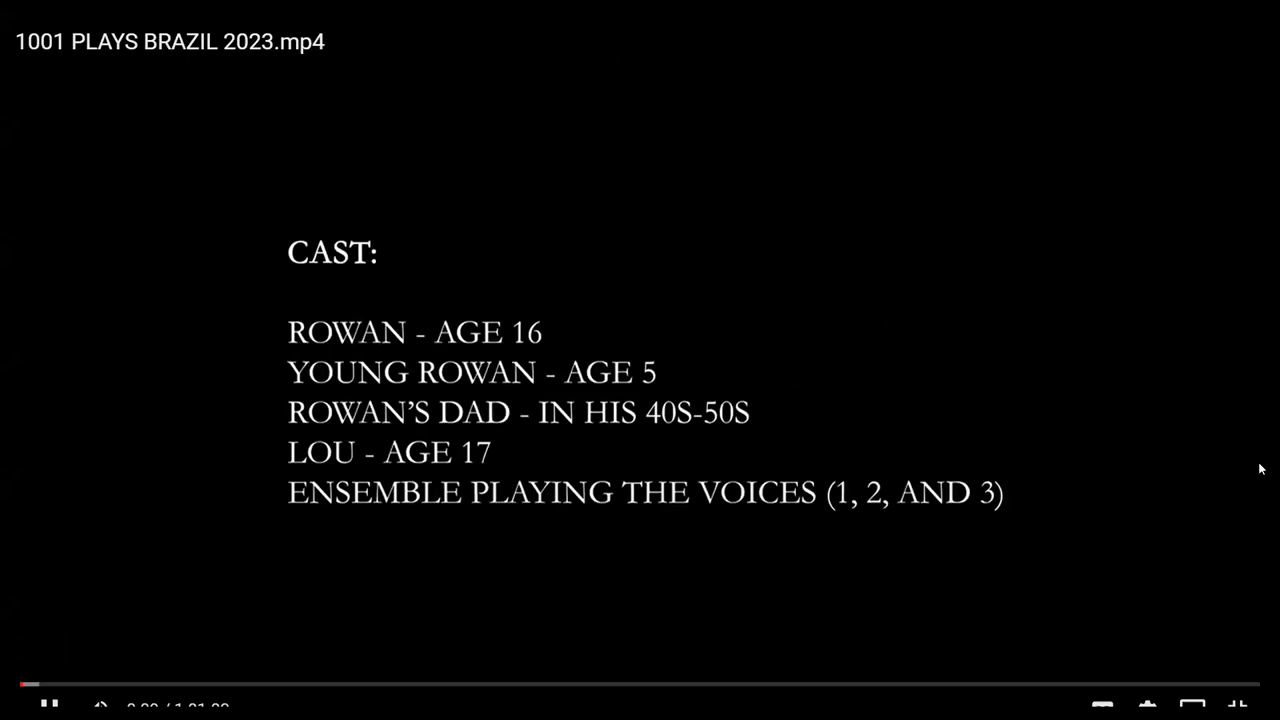 1001 PLAYS BRAZIL 2023.mp4
CAST:
ROWAN - AGE 16
YOUNG ROWAN - AGE 5
ROWAN'S DAD - IN HIS 40S-50S
LOU - AGE 17
ENSEMBLE PLAYING THE VOICES (1, 2, AND 3)